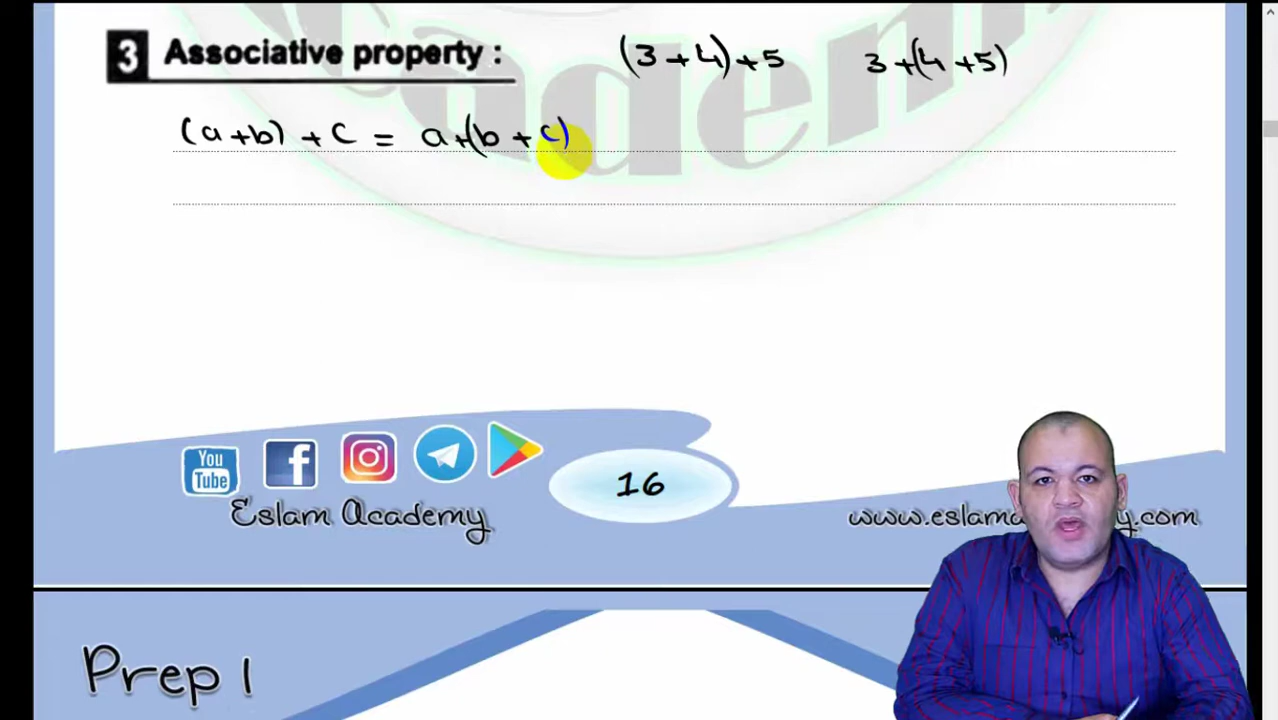 3 Associative property : (3+4)+5 3+(4+5)
(a+b) + c = a+(b+c)
You
Tube
16
Eslam Academy
Prep 1